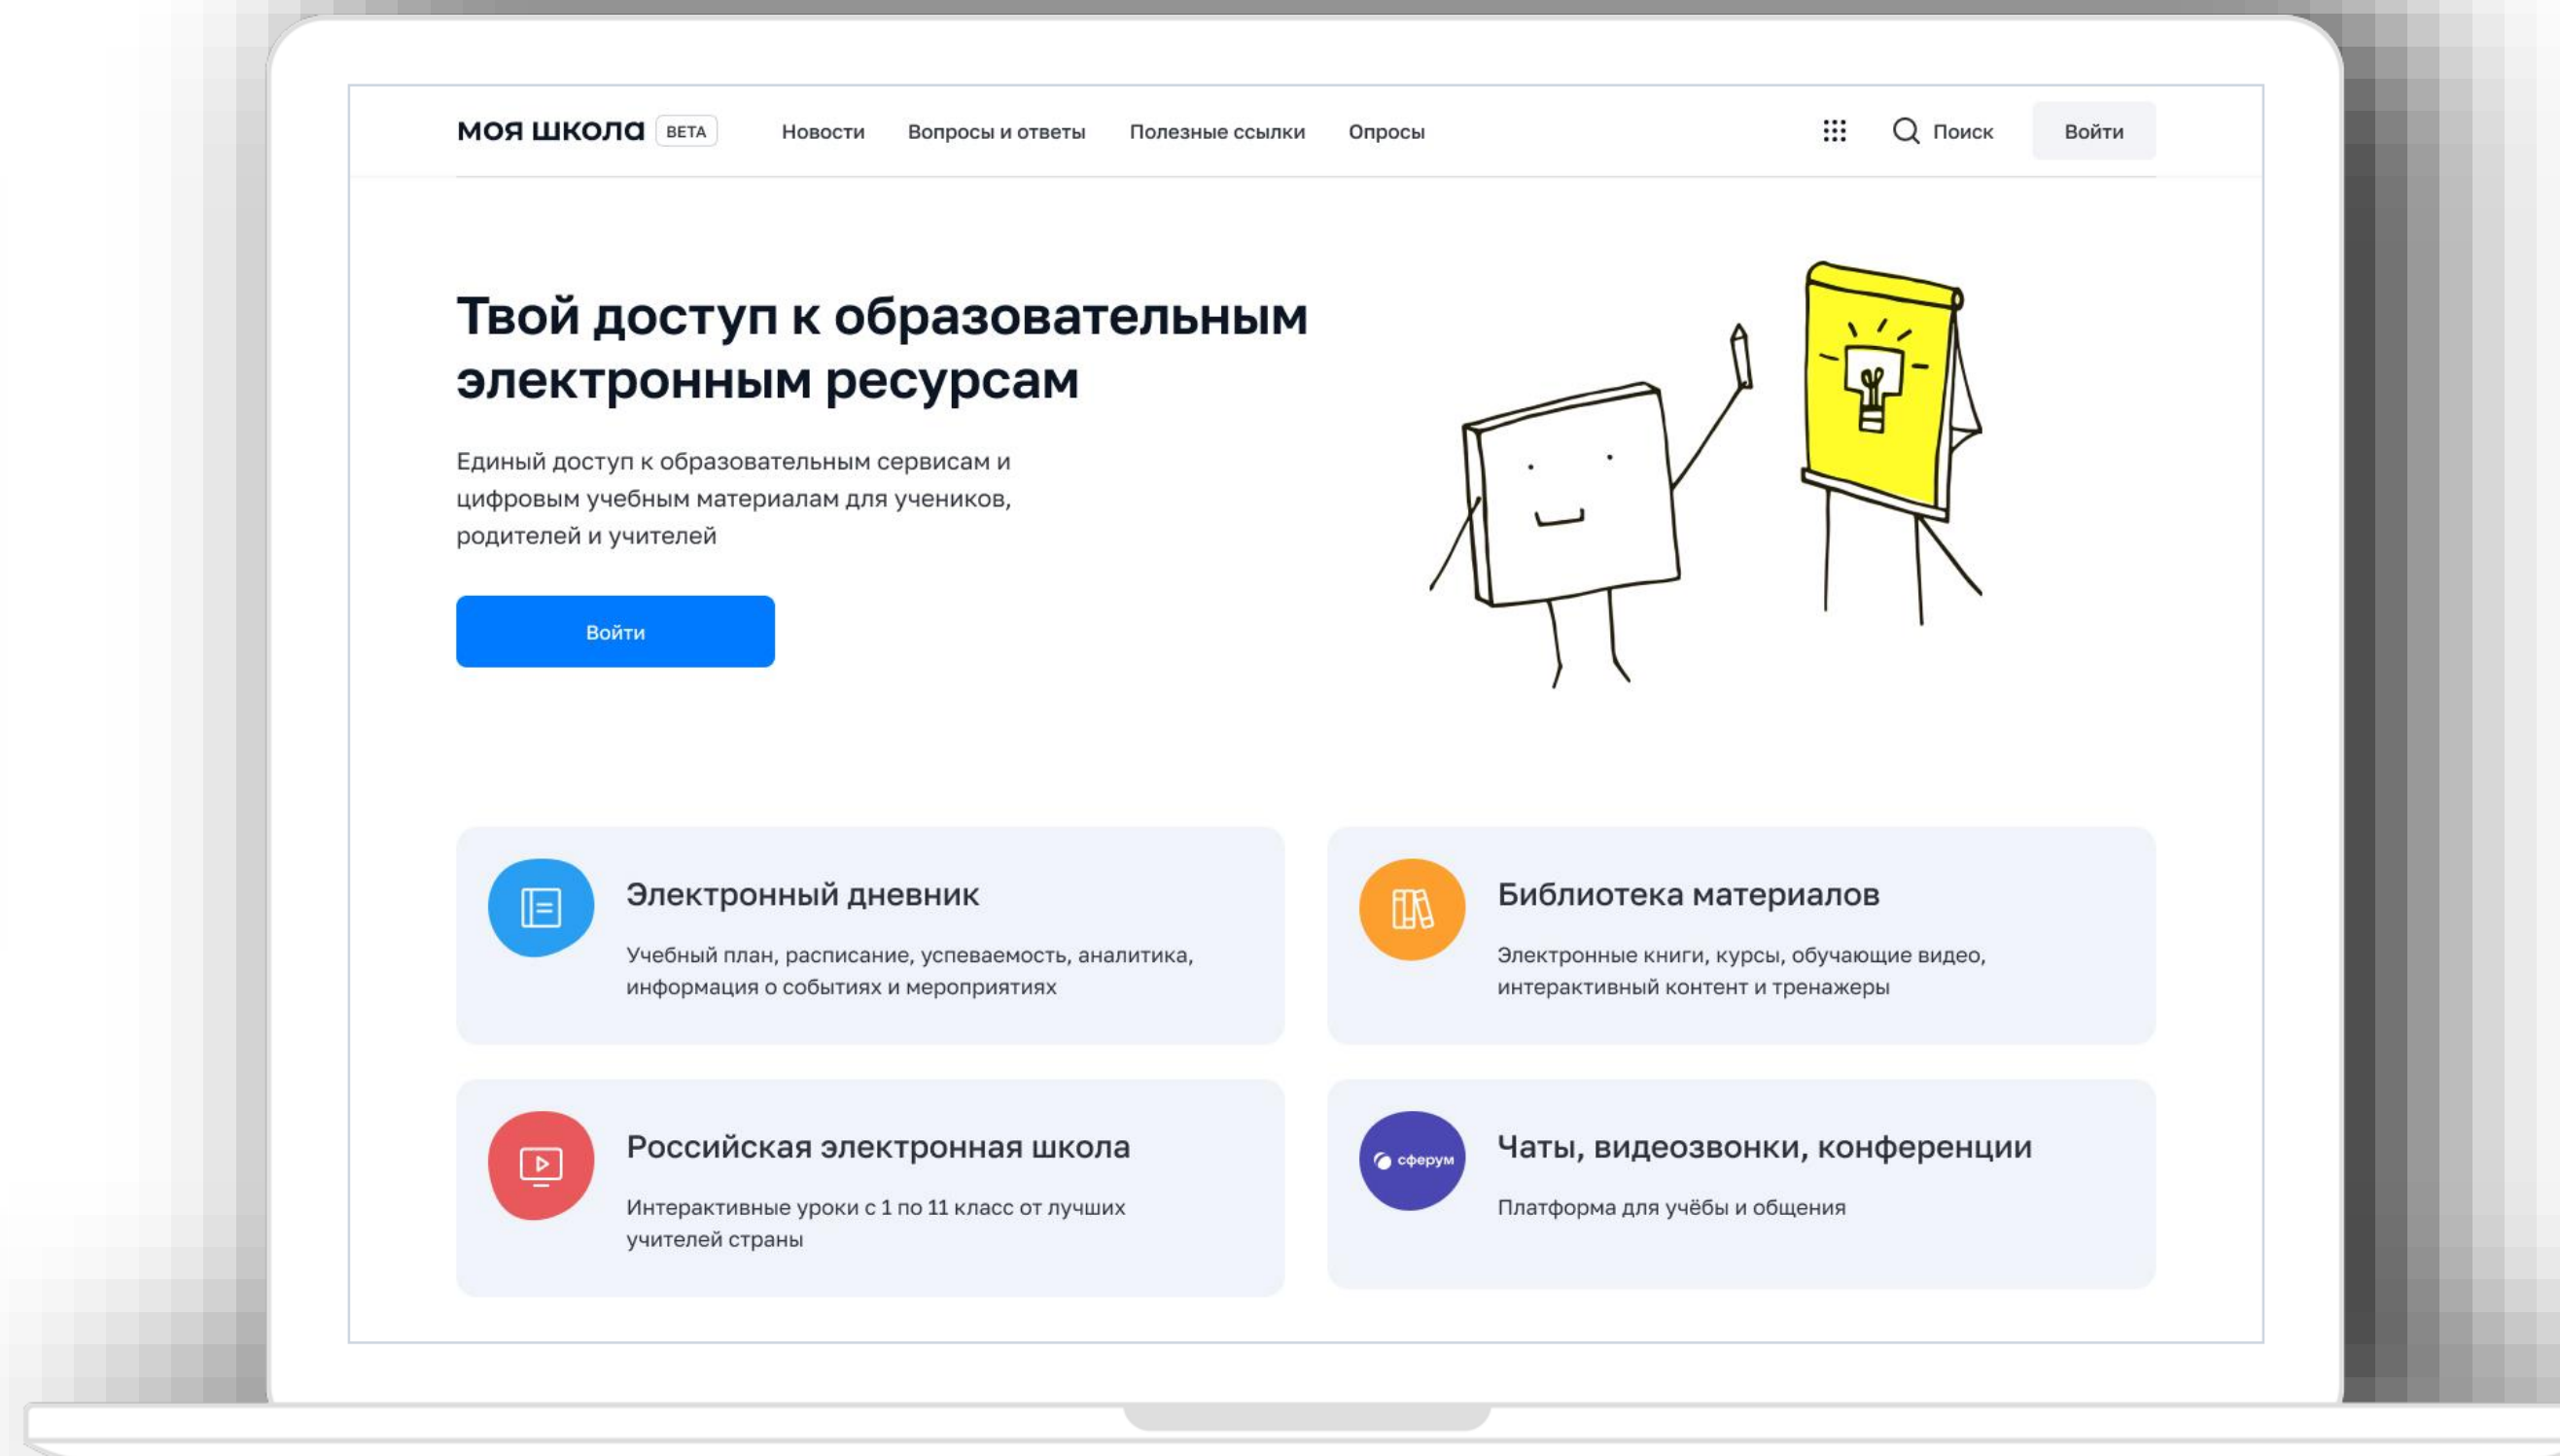 моя школа BETA Новости Вопросы и ответы Полезные ссылки Опросы Поиск Войти
Твой доступ к образовательным
электронным ресурсам
Единый доступ к образовательным сервисам и
цифровым учебным материалам для учеников,
родителей и учителей
Войти
Электронный дневник
Учебный план, расписание, успеваемость, аналитика,
информация о событиях и мероприятиях
Библиотека материалов
Электронные книги, курсы, обучающие видео,
интерактивный контент и тренажеры
Российская электронная школа
Интерактивные уроки с 1 по 11 класс от лучших
учителей страны
сферум
Чаты, видеозвонки, конференции
Платформа для учёбы и общения